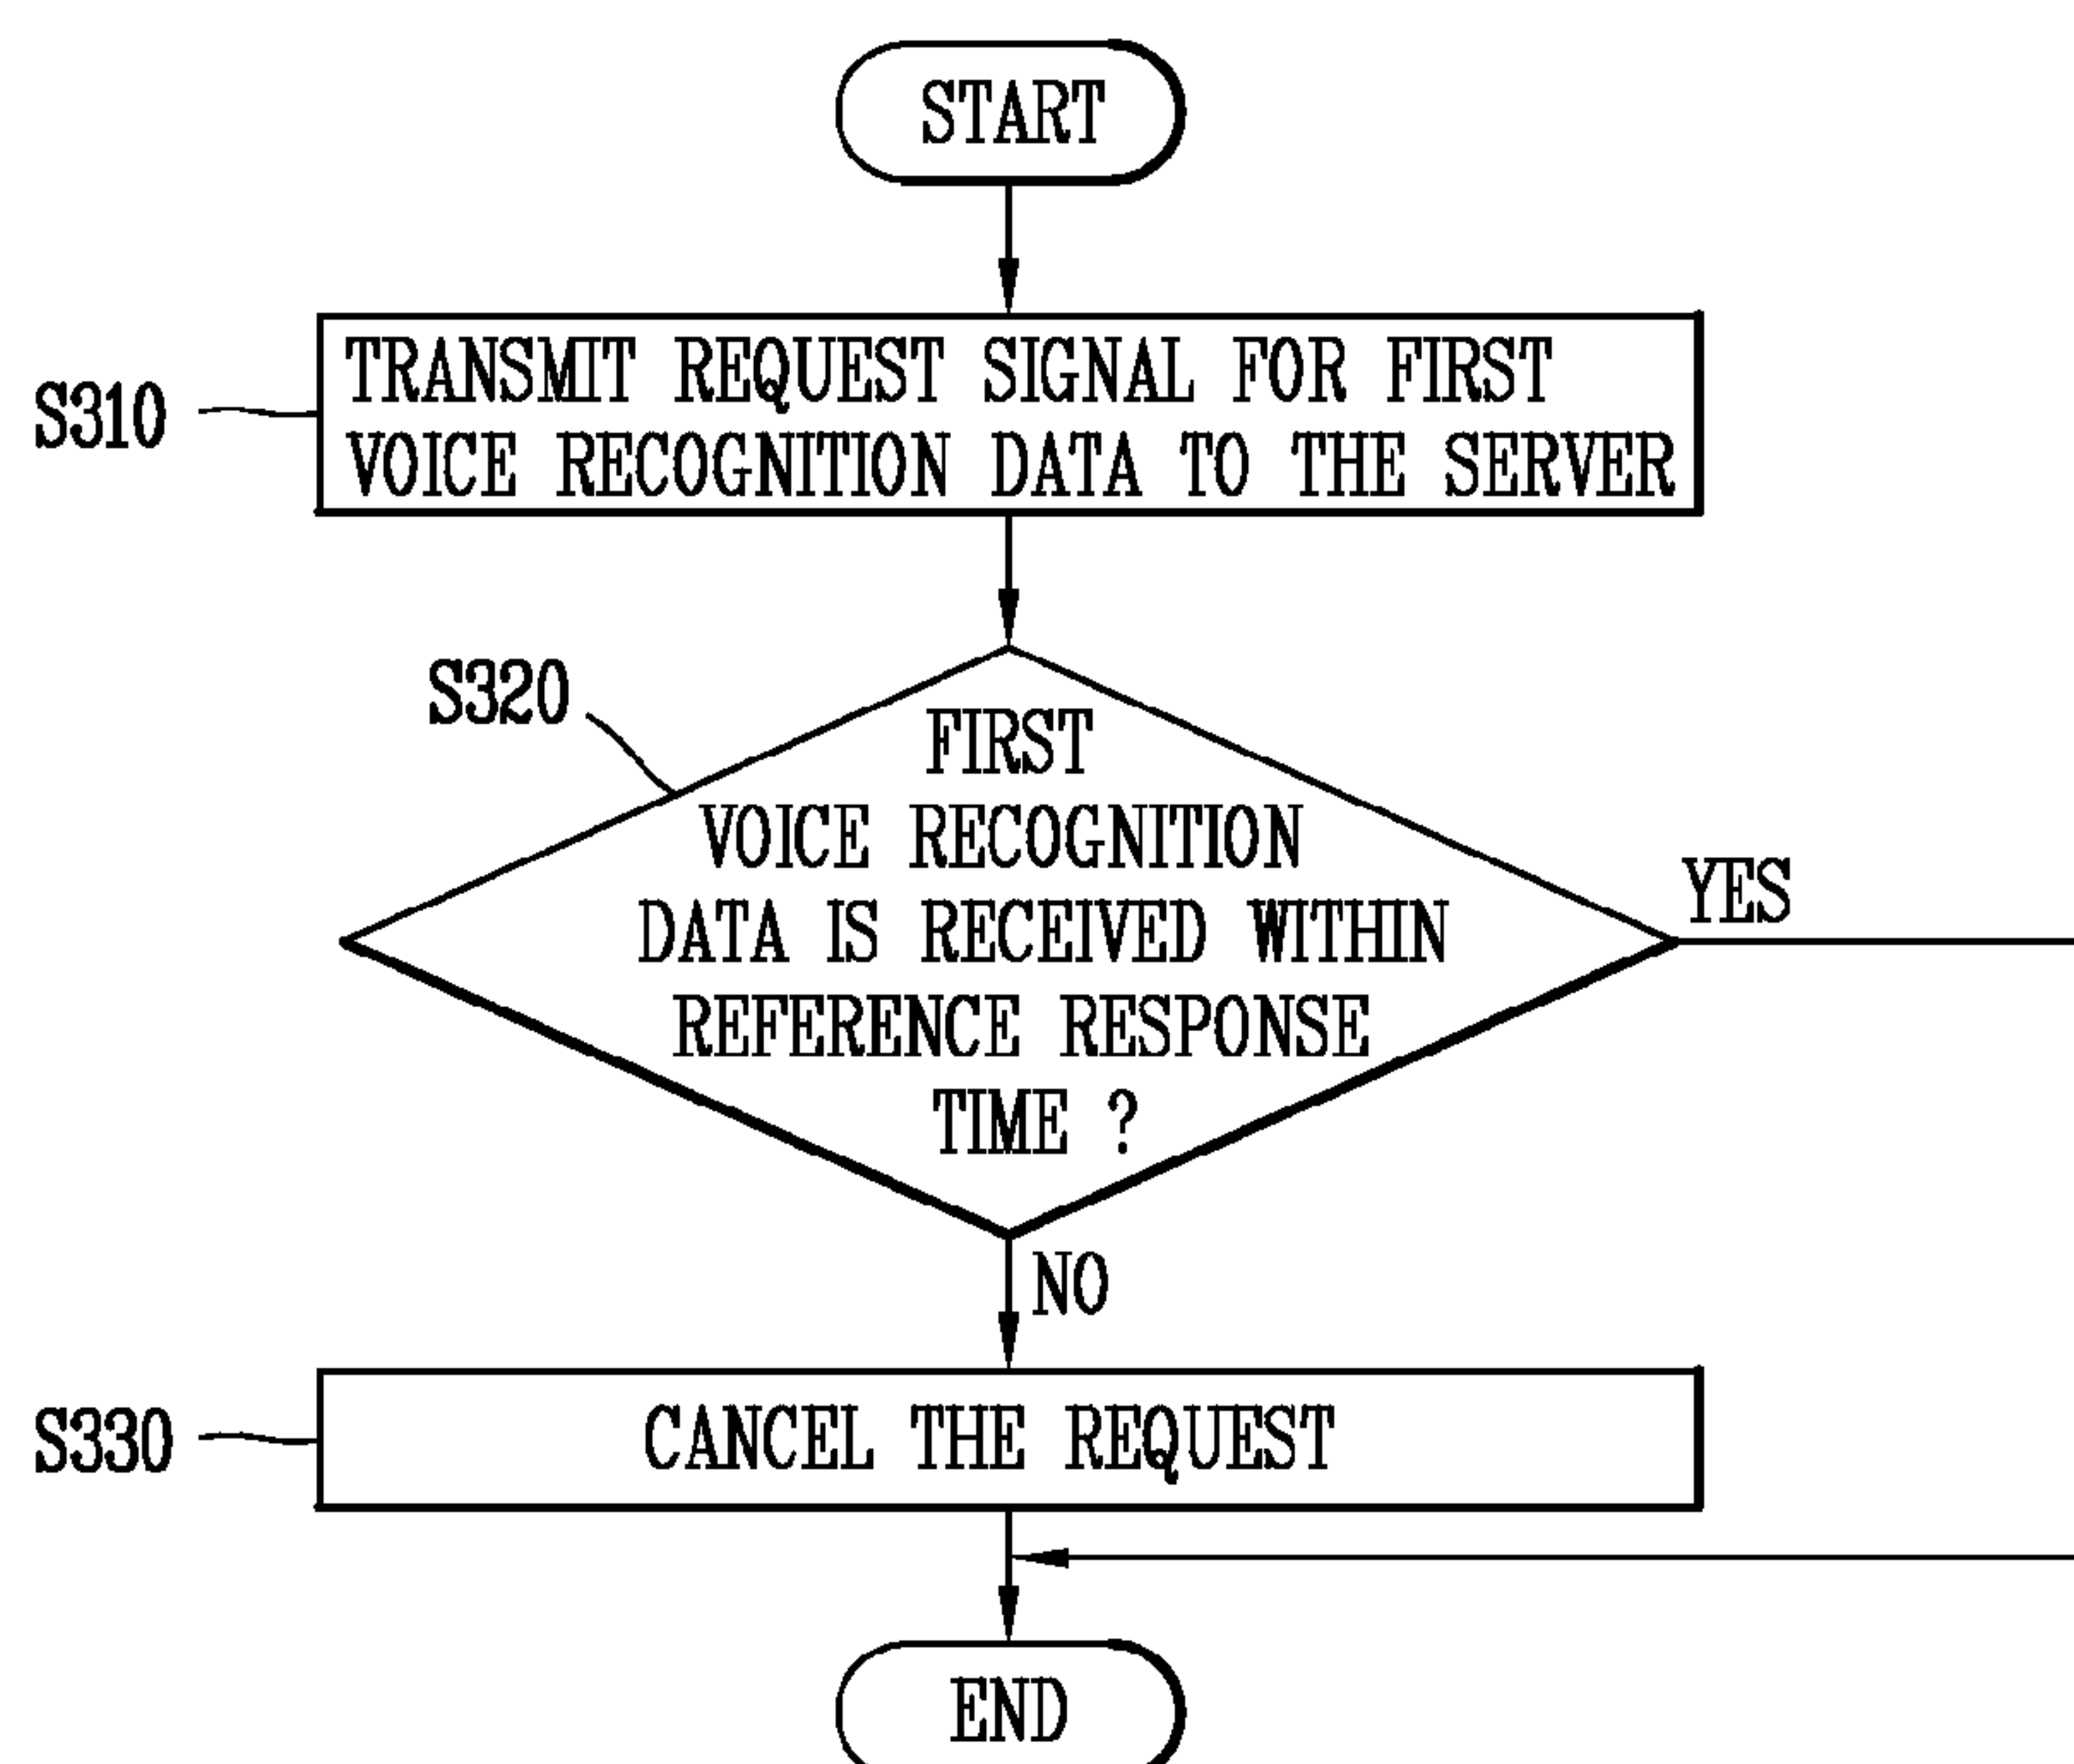 START
S310
TRANSMIT REQUEST SIGNAL FOR FIRST
VOICE RECOGNITION DATA TO THE SERVER
S320
FIRST
VOICE RECOGNITION
DATA IS RECEIVED WITHIN
REFERENCE RESPONSE
TIME ?
YES
NO
S330
CANCEL THE REQUEST
END